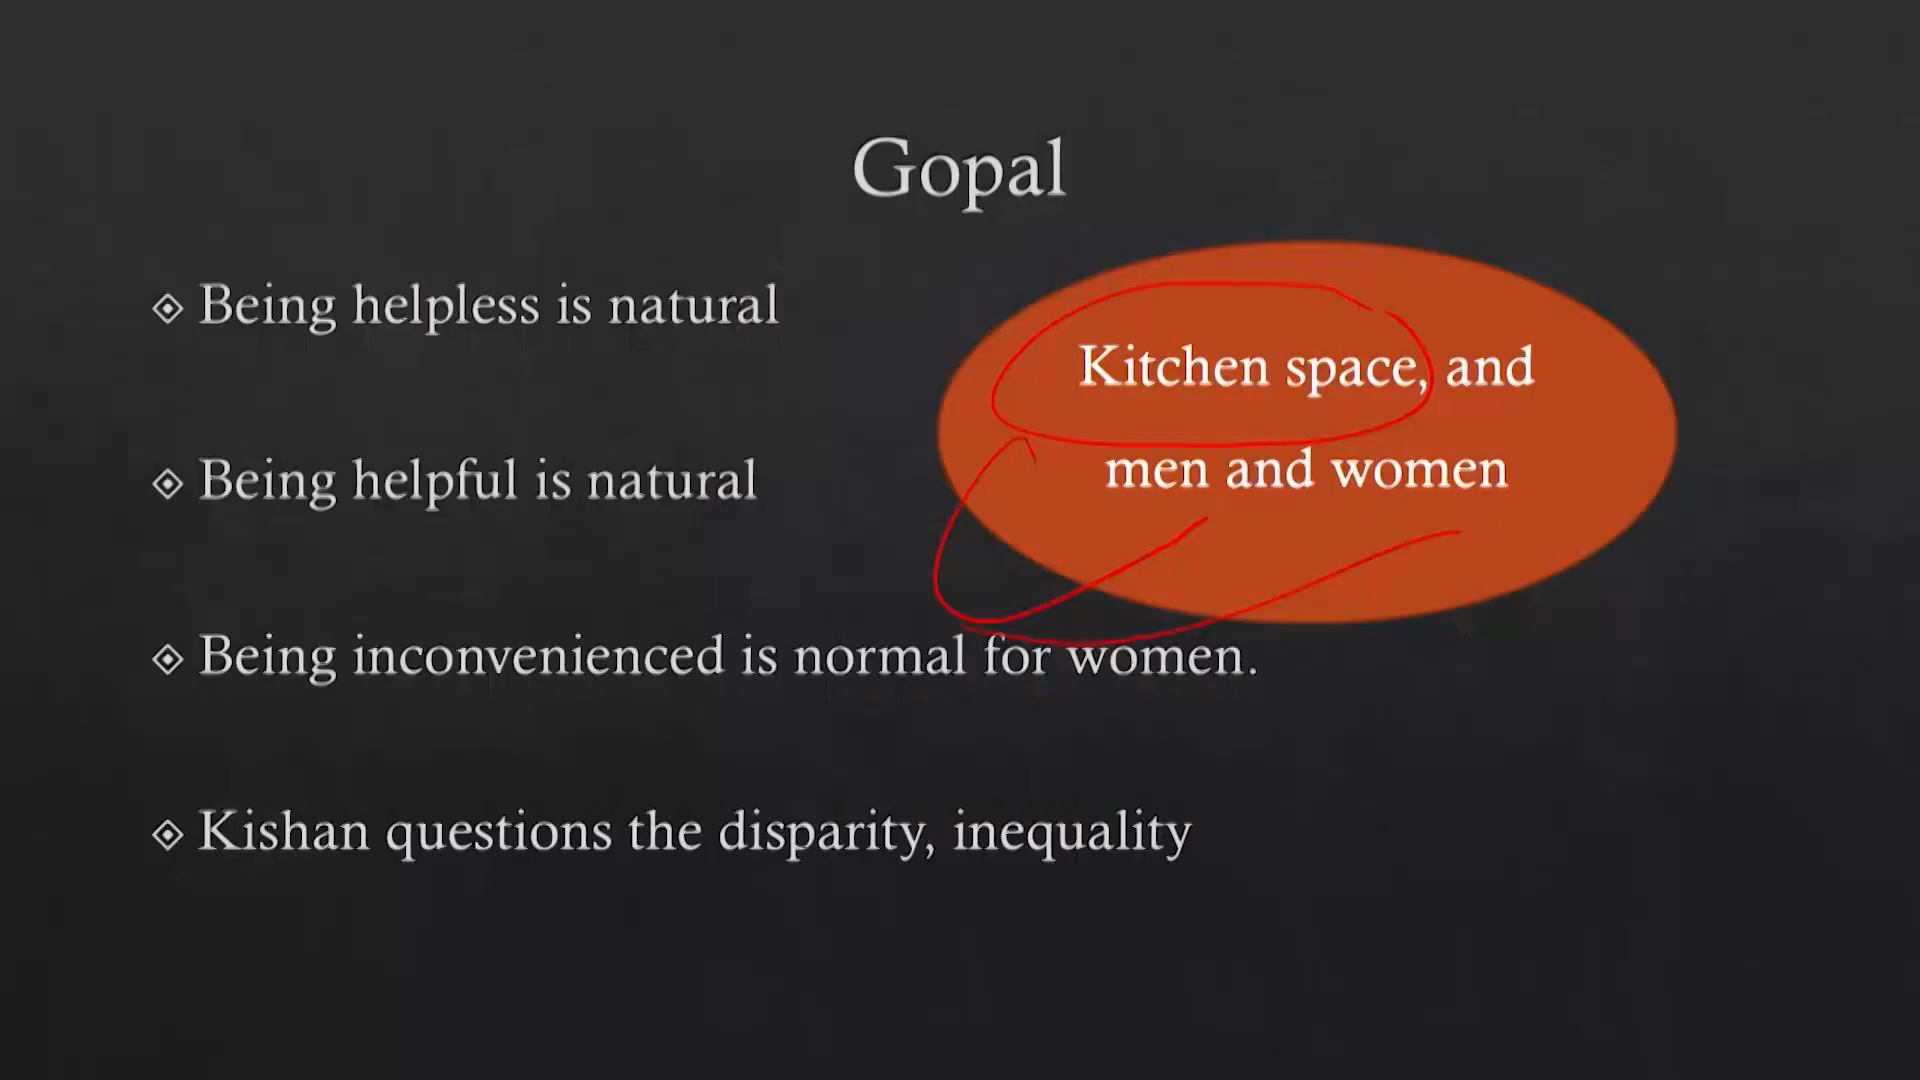 Gopal
Being helpless is natural
Kitchen space, and
men and women
Being helpful is natural
Being inconvenienced is normal for women.
Kishan questions the disparity, inequality